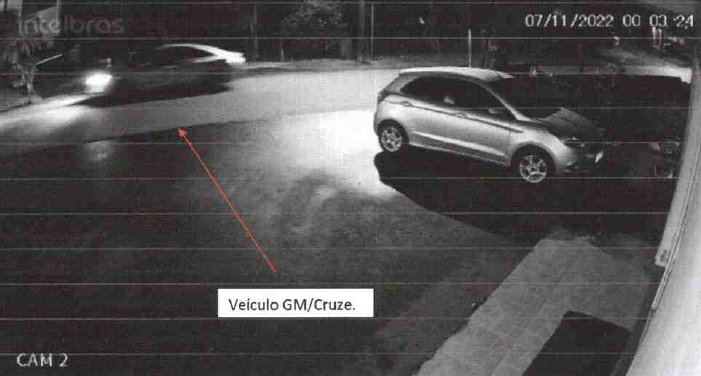 intelbras
07/11/2022 00:03:24
Veículo GM/Cruze.
CAM 2